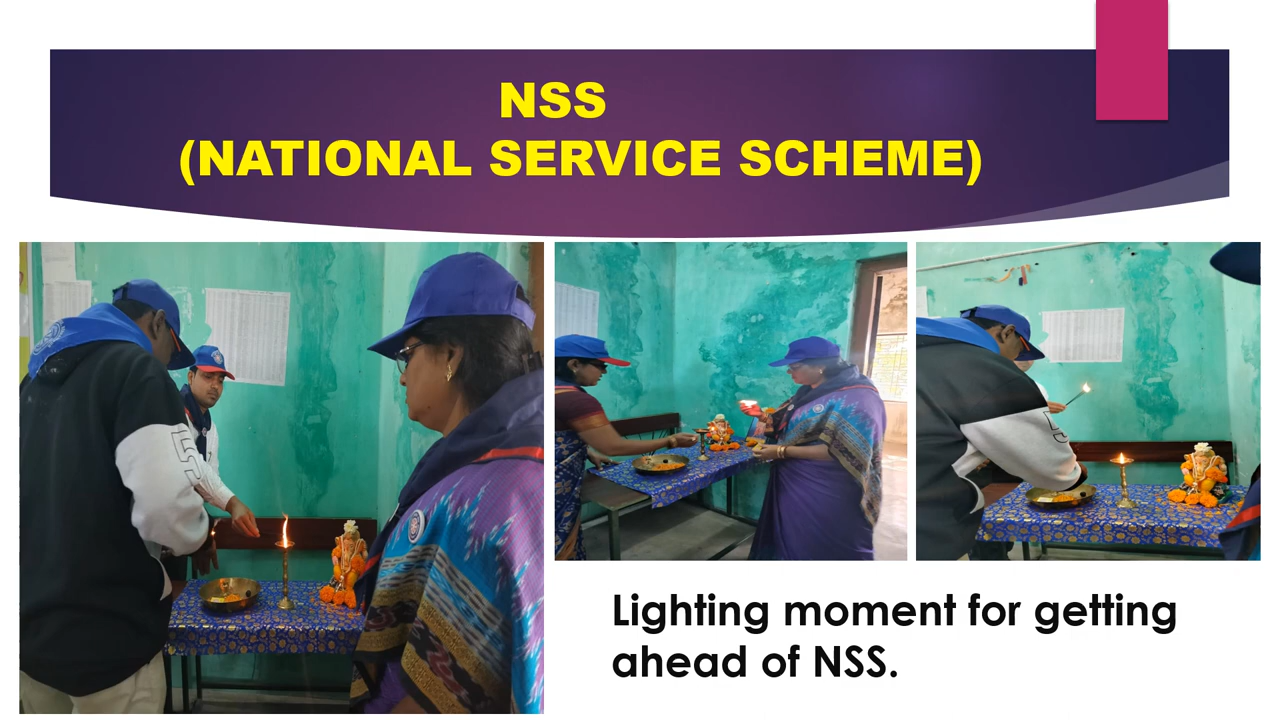 NSS
(NATIONAL SERVICE SCHEME)
Lighting moment for getting
ahead of NSS.